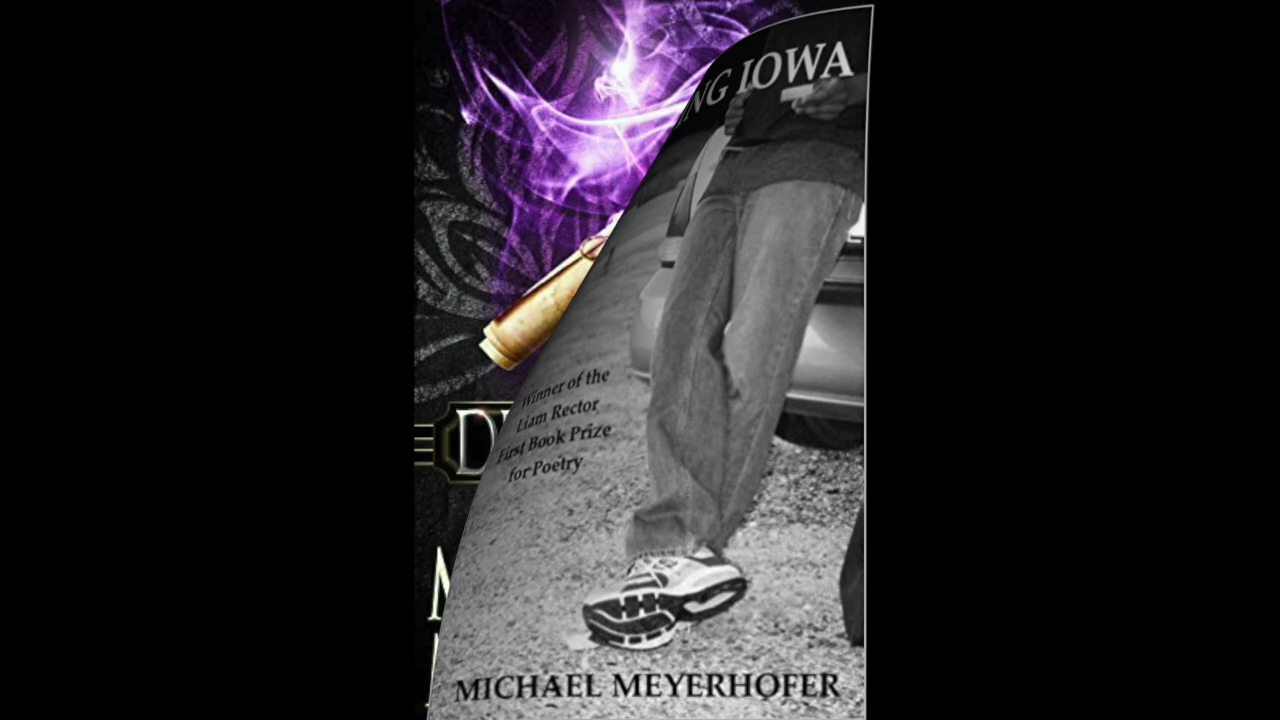 NG IOWA
Winner of the
Liam Rector
First Book Prize
for Poetry
D
M
MICHAEL MEYERHOFER